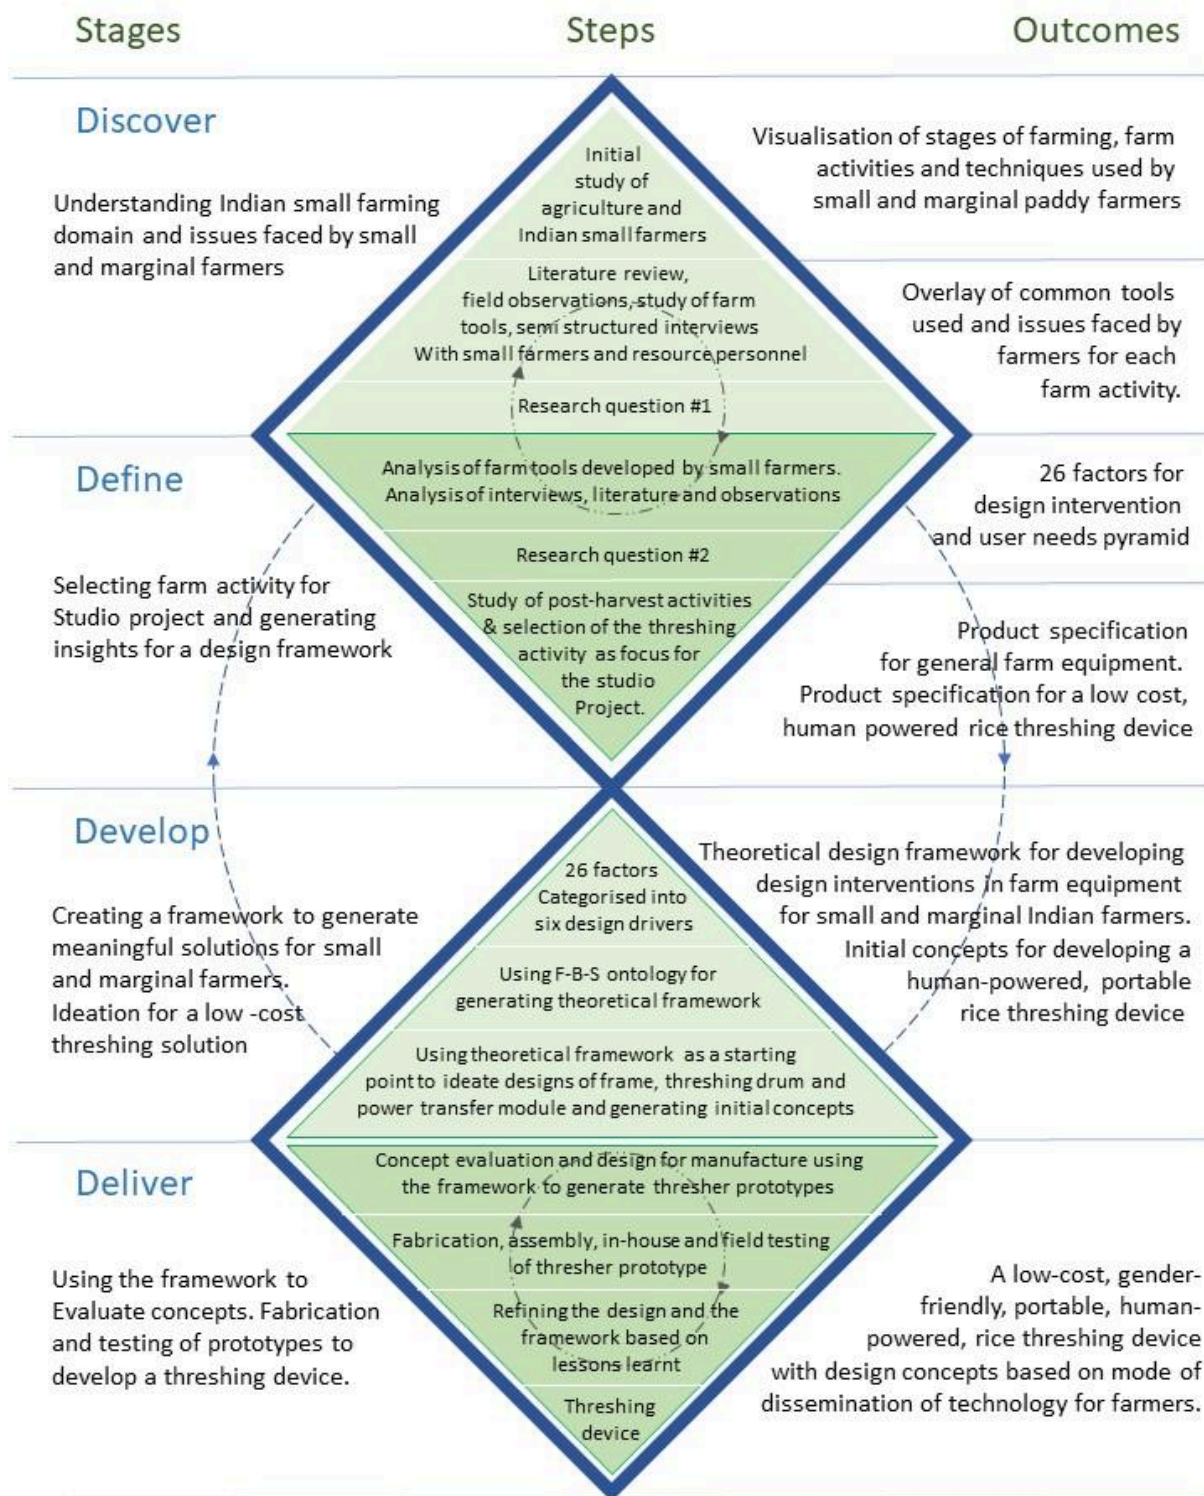 Stages
Steps
Outcomes
Discover
Understanding Indian small farming
domain and issues faced by small
and marginal farmers
Initial
study of
agriculture and
Indian small farmers
Literature review,
field observations, study of farm
tools, semi structured interviews
With small farmers and resource personnel
Research question #1
Visualisation of stages of farming, farm
activities and techniques used by
small and marginal paddy farmers
Overlay of common tools
used and issues faced by
farmers for each
farm activity.
Define
Selecting farm activity for
Studio project and generating
insights for a design framework
Analysis of farm tools developed by small farmers.
Analysis of interviews, literature and observations
Research question #2
Study of post-harvest activities
& selection of the threshing
activity as focus for
the studio
Project.
26 factors for
design intervention
and user needs pyramid
Product specification
for general farm equipment.
Product specification for a low cost,
human powered rice threshing device
Develop
Creating a framework to generate
meaningful solutions for small
and marginal farmers.
Ideation for a low -cost
threshing solution
26 factors
Categorised into
six design drivers
Using F-B-S ontology for
generating theoretical framework
Using theoretical framework as a starting
point to ideate designs of frame, threshing drum and
power transfer module and generating initial concepts
Theoretical design framework for developing
design interventions in farm equipment
for small and marginal Indian farmers.
Initial concepts for developing a
human-powered, portable
rice threshing device
Deliver
Using the framework to
Evaluate concepts. Fabrication
and testing of prototypes to
develop a threshing device.
Concept evaluation and design for manufacture using
the framework to generate thresher prototypes
Fabrication, assembly, in-house and field testing
of thresher prototype
Refining the design and the
framework based on
lessons learnt
Threshing
device
A low-cost, gender-
friendly, portable, human-
powered, rice threshing device
with design concepts based on mode of
dissemination of technology for farmers.